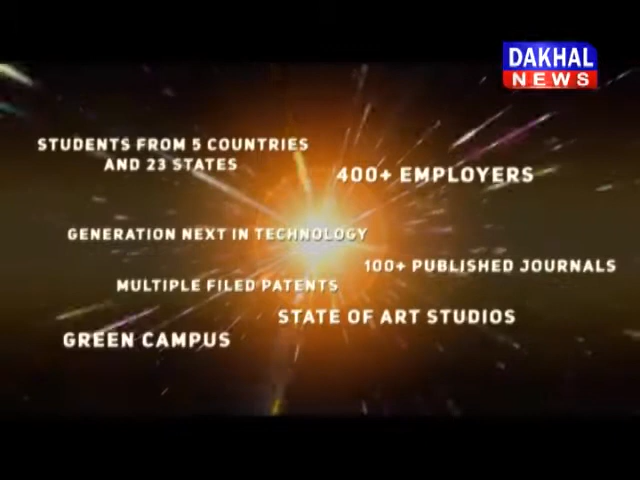 DAKHAL
NEWS
STUDENTS FROM 5 COUNTRIES
AND 23 STATES
400+ EMPLOYERS
GENERATION NEXT IN TECHNOLOGY
100+ PUBLISHED JOURNALS
MULTIPLE FILED PATENTS
STATE OF ART STUDIOS
GREEN CAMPUS